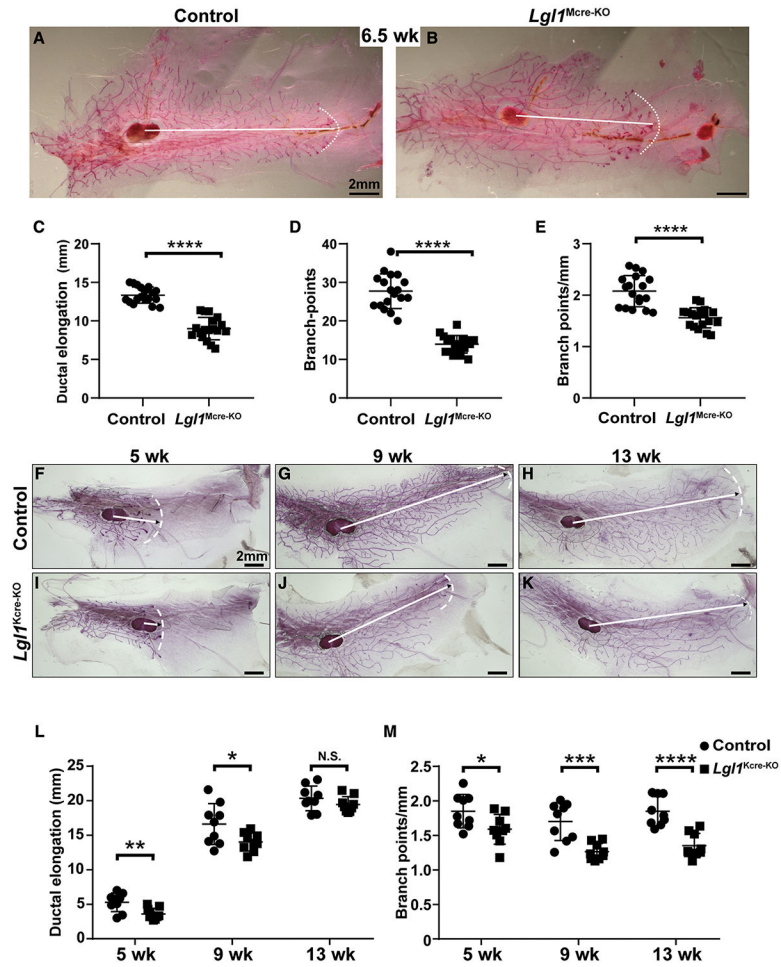 Control
Lgl1Mcre-KO
A
6.5 wk
B
2mm
C
D
E
****
****
****
Ductal elongation (mm)
20
15
10
5
0
Control
Lgl1Mcre-KO
Branch-points
40
30
20
10
0
Control
Lgl1Mcre-KO
Branch points/mm
3
2
1
0
Control
Lgl1Mcre-KO
5 wk
9 wk
13 wk
Control
F
G
H
2mm
Lgl1Kcre-KO
I
J
K
L
Ductal elongation (mm)
25
20
15
10
5
0
**
*
N.S.
5 wk
9 wk
13 wk
M
Control
Lgl1Kcre-KO
Branch points/mm
2.5
2.0
1.5
1.0
0
*
***
****
5 wk
9 wk
13 wk